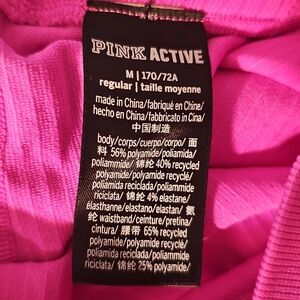 PINK ACTIVE
M | 170/72A
regular | taille moyenne
made in China/fabriqué en Chine/
hecho en China/fabbricato in Cina/
中国制造
body/corps/cuerpo/corpo/ 面
料 56% polyamide/poliamida/
poliammide/ 锦纶 40% recycled
polyamide/polyamide recyclé/
poliamida reciclada/poliammide
riciclata/ 锦纶 4% elastane/
élasthanne/elastano/elastan/ 氨
纶 waistband/ceinture/pretina/
cintura/ 腰带 65% recycled
polyamide/polyamide recyclé/
poliamida reciclada/poliammide
riciclata/ 锦纶 25% polyamide/